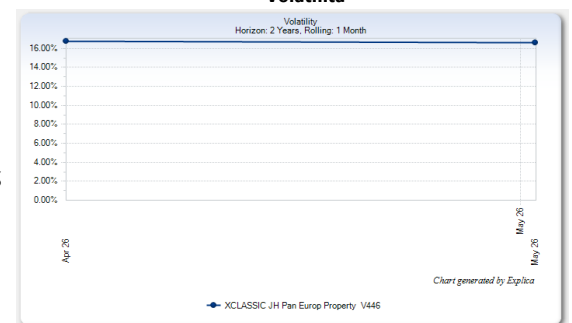 Volatilità
Volatility
Horizon: 2 Years, Rolling: 1 Month
16.00%
14.00%
12.00%
10.00%
8.00%
6.00%
4.00%
2.00%
0.00%
Apr 26
May 26
May 26
Chart generated by Explica
XCLASSIC JH Pan Europ Property V446